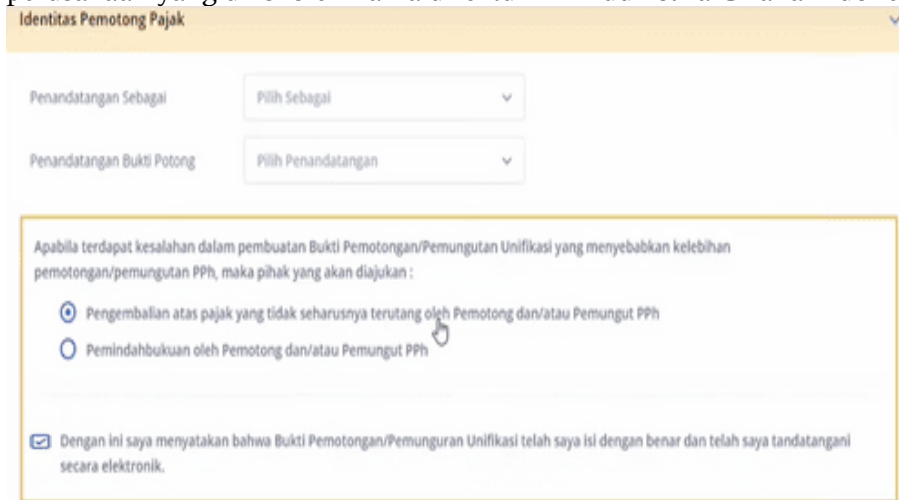 Identitas Pemotong Pajak
Penandatangan Sebagai Pilih Sebagai
Penandatangan Bukti Potong Pilih Penandatangan
Apabila terdapat kesalahan dalam pembuatan Bukti Pemotongan/Pemungutan Unifikasi yang menyebabkan kelebihan
pemotongan/pemungutan PPh, maka pihak yang akan diajukan :
Pengembalian atas pajak yang tidak seharusnya terutang oleh Pemotong dan/atau Pemungut PPh
Pemindahbukuan oleh Pemotong dan/atau Pemungut PPh
Dengan ini saya menyatakan bahwa Bukti Pemotongan/Pemunguran Unifikasi telah saya isi dengan benar dan telah saya tandatangani
secara elektronik.